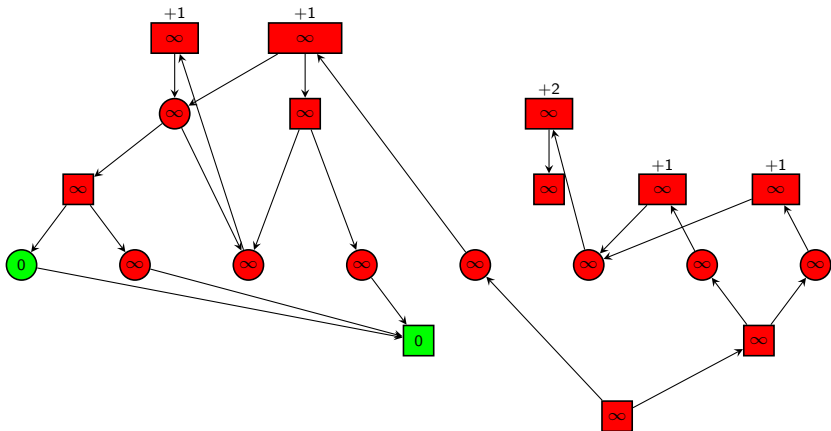 +1 +1
∞ ∞
+2
∞ ∞ ∞
+1 +1
∞ ∞ ∞ ∞
0 ∞ ∞ ∞ ∞ ∞ ∞ ∞
0 ∞
∞